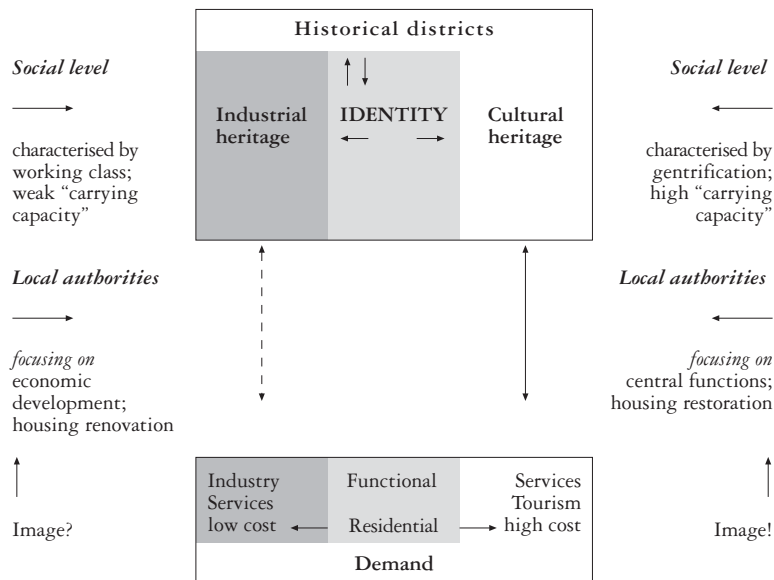 Historical districts
Social level
characterised by
working class;
weak “carrying
capacity”
Local authorities
focusing on
economic
development;
housing renovation
Image?
Industrial
heritage
IDENTITY
Cultural
heritage
Social level
characterised by
gentrification;
high “carrying
capacity”
Local authorities
focusing on
central functions;
housing restoration
Image!
Industry
Services
low cost
Functional
Residential
Services
Tourism
high cost
Demand